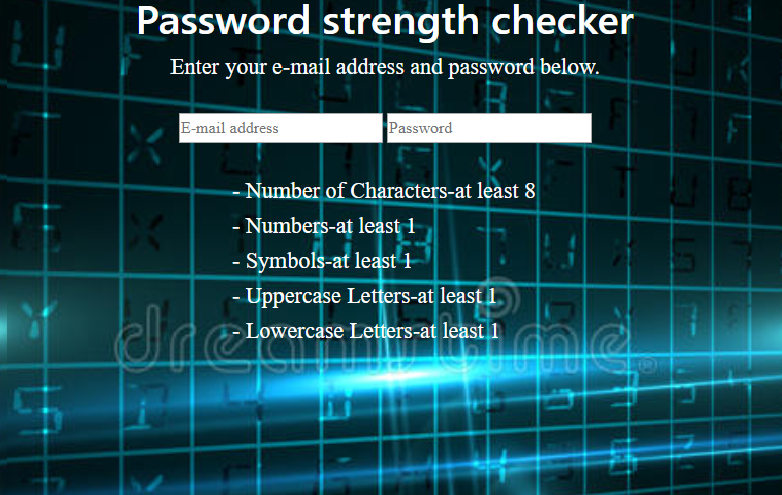 Password strength checker
Enter your e-mail address and password below.
E-mail address Password
- Number of Characters-at least 8
- Numbers-at least 1
- Symbols-at least 1
- Uppercase Letters-at least 1
- Lowercase Letters-at least 1
dreamstime®